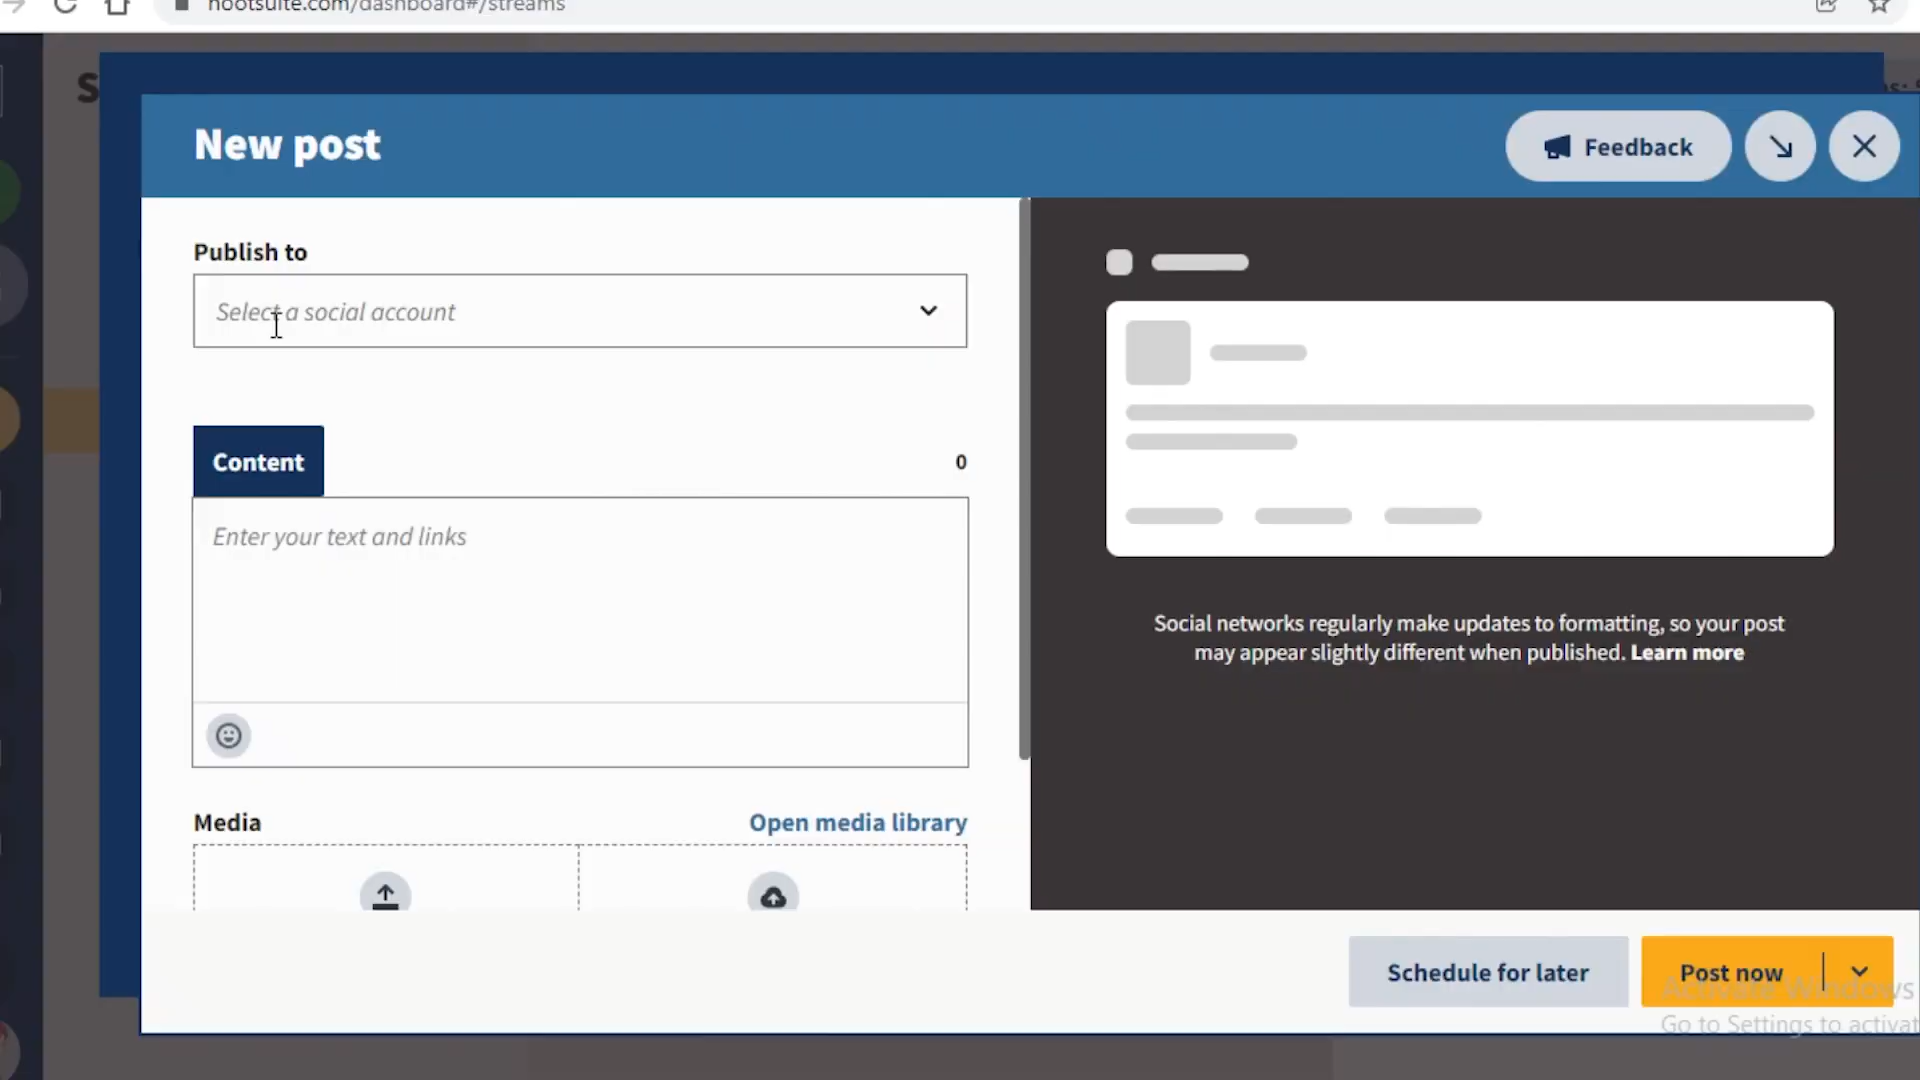 hootsuite.com/dashboard#/streams
S
New post
Feedback
Publish to
Select a social account
Content
0
Enter your text and links
Social networks regularly make updates to formatting, so your post
may appear slightly different when published. Learn more
Media
Open media library
Schedule for later
Post now
Activate Windows
Go to Settings to activat